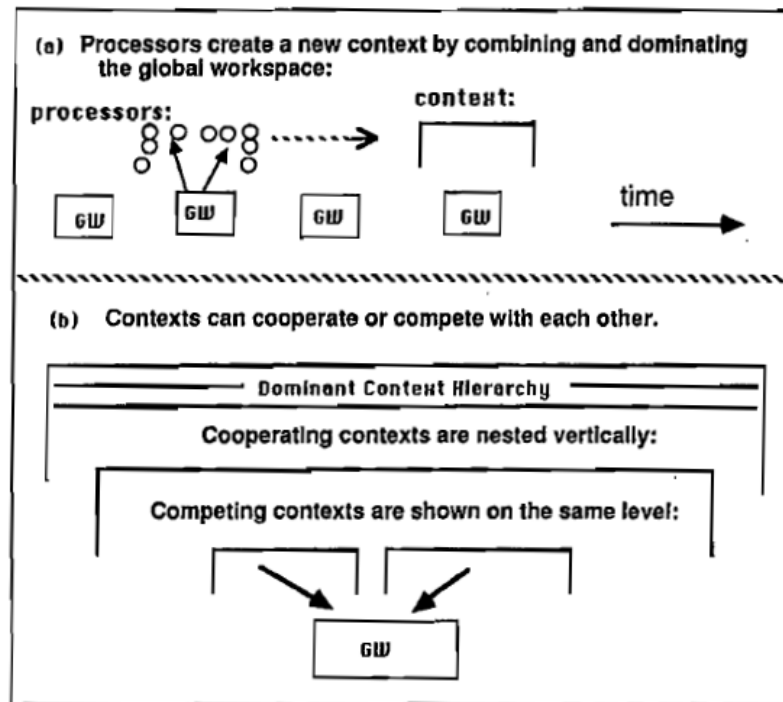 (a) Processors create a new context by combining and dominating
the global workspace:
processors:
context:
GW
GW
GW
GW
time
(b) Contexts can cooperate or compete with each other.
Dominant Context Hierarchy
Cooperating contexts are nested vertically:
Competing contexts are shown on the same level:
GW